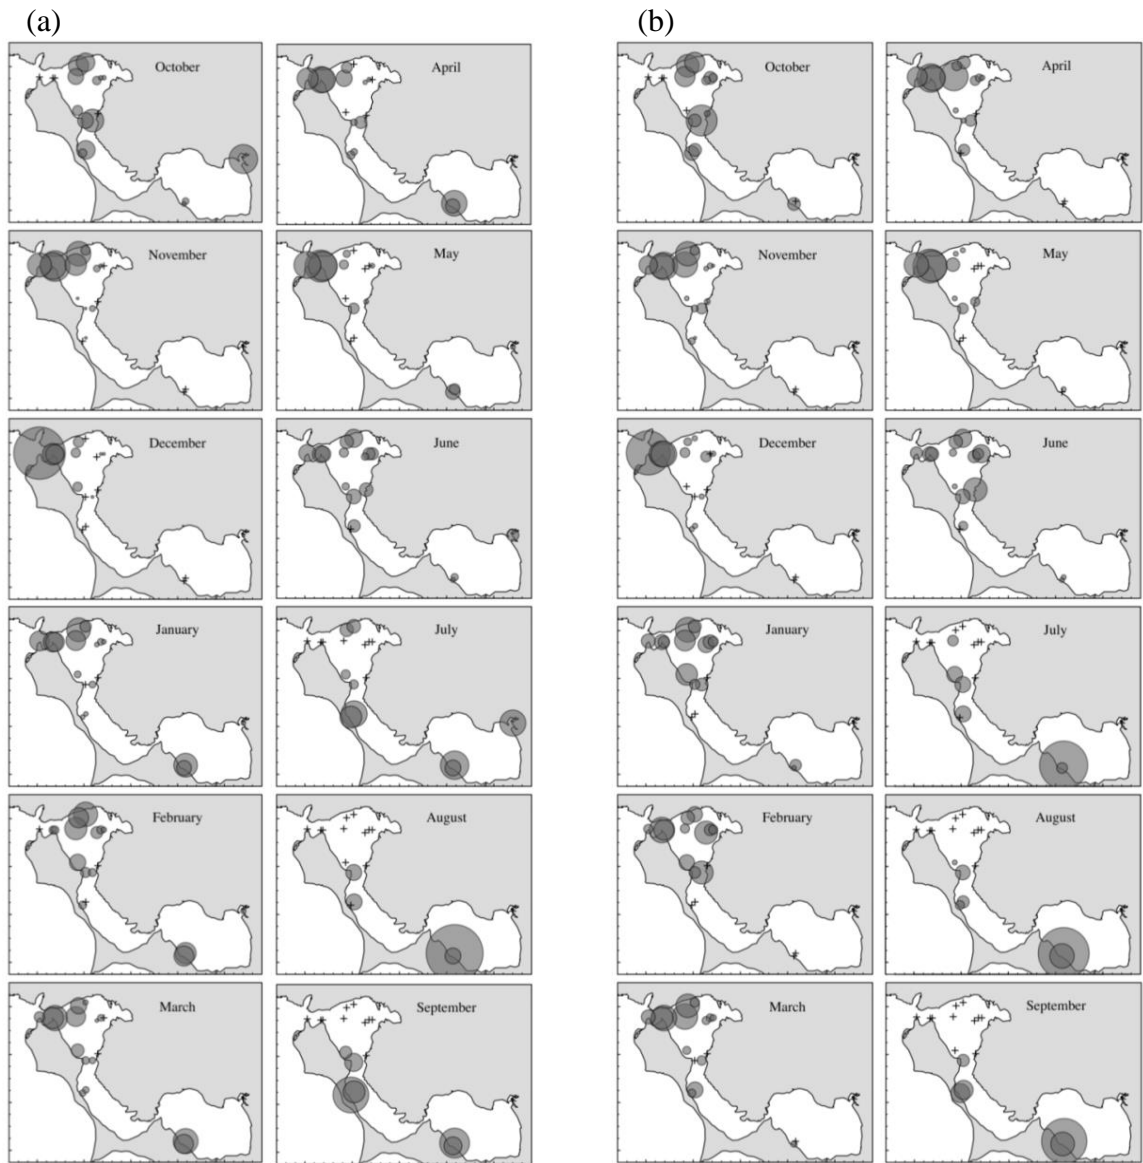 (a) (b)
October April October April
November May November May
December June December June
January July January July
February August February August
March September March September